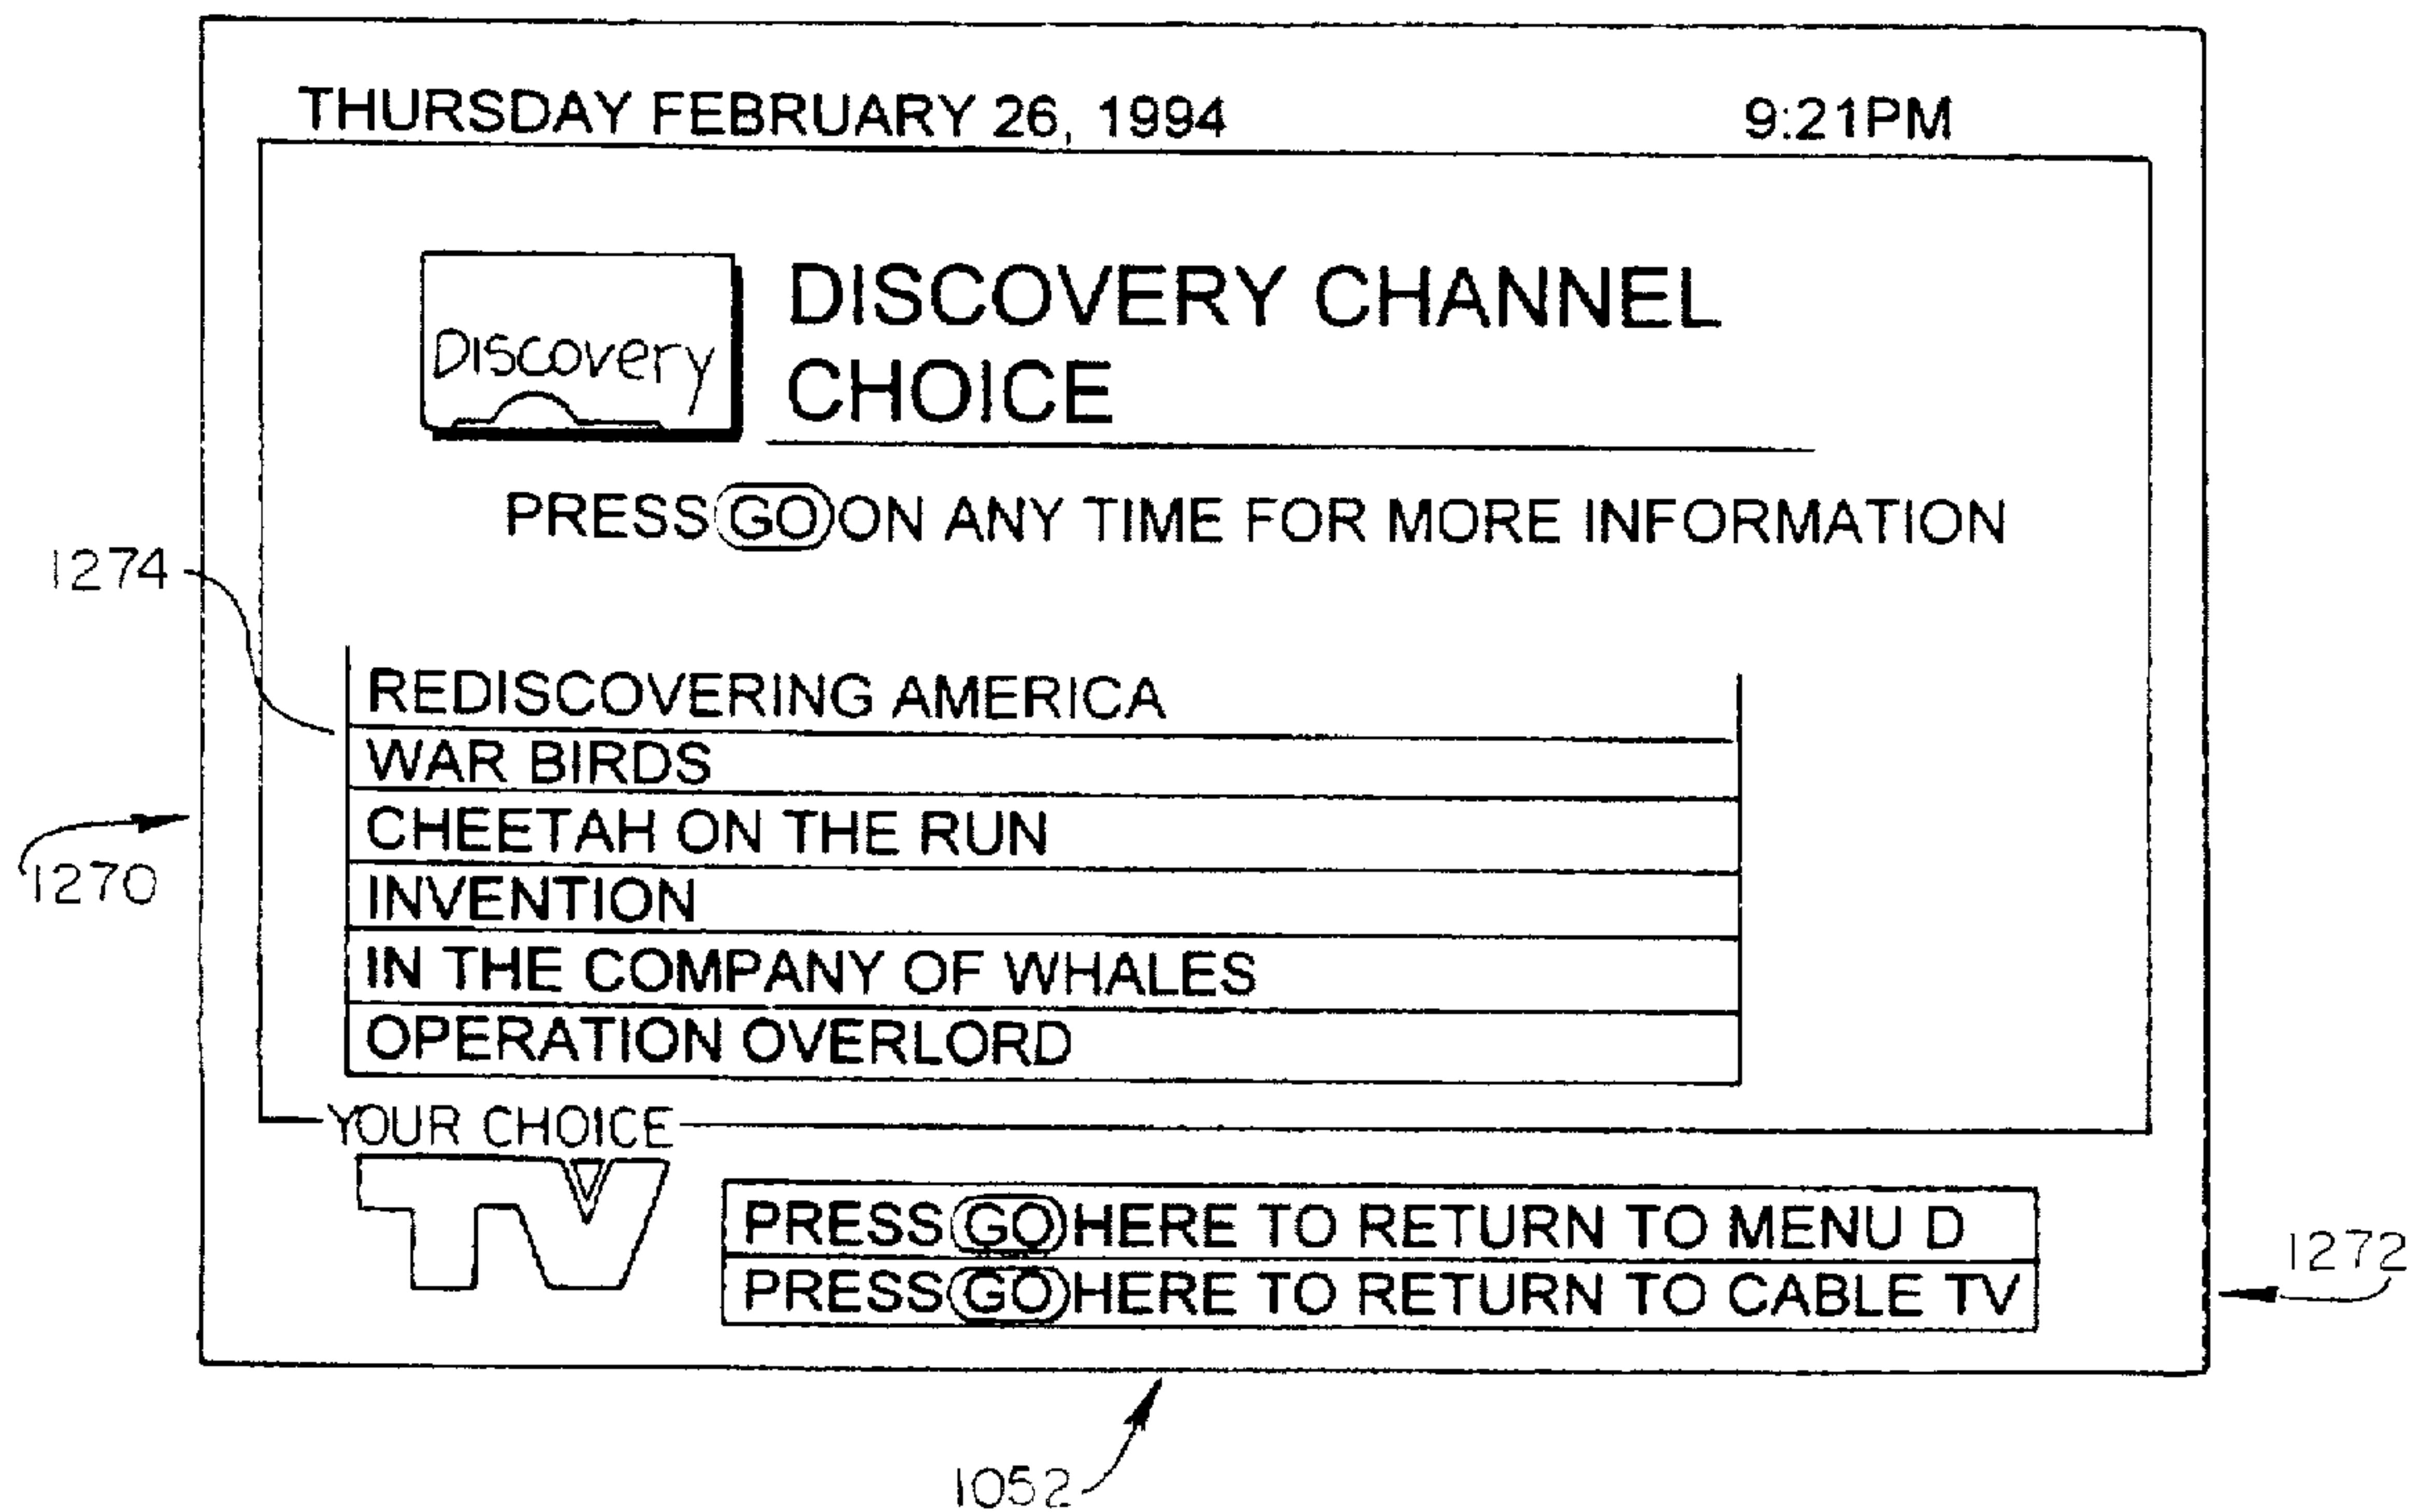 THURSDAY FEBRUARY 26, 1994 9:21PM
Discovery
DISCOVERY CHANNEL
CHOICE
PRESS GO ON ANY TIME FOR MORE INFORMATION
1274
REDISCOVERING AMERICA
WAR BIRDS
CHEETAH ON THE RUN
1270
INVENTION
IN THE COMPANY OF WHALES
OPERATION OVERLORD
YOUR CHOICE
TV
PRESS GO HERE TO RETURN TO MENU D
PRESS GO HERE TO RETURN TO CABLE TV
1272
1052